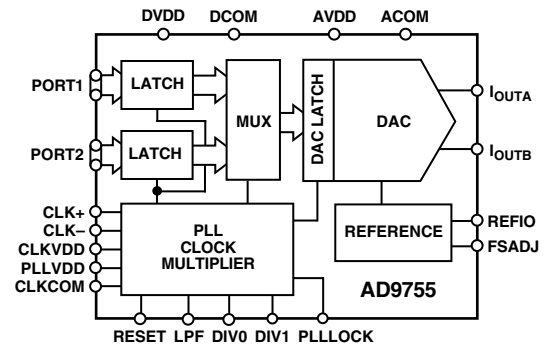 DVDD DCOM AVDD ACOM
PORT1
LATCH
MUX
DAC LATCH
DAC
IOUTA
PORT2
LATCH
IOUTB
CLK+
CLK–
CLKVDD
PLLVDD
CLKCOM
PLL
CLOCK
MULTIPLIER
REFERENCE
REFIO
FSADJ
AD9755
RESET LPF DIV0 DIV1 PLLLOCK